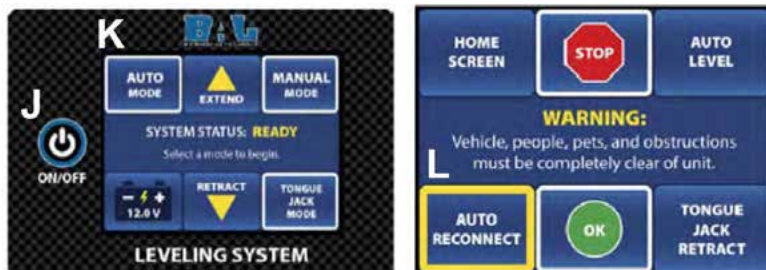 K
BAL
J
AUTO
MODE
EXTEND
MANUAL
MODE
SYSTEM STATUS: READY
Select a mode to begin.
ON/OFF
- +
12.0 V
RETRACT
TONGUE
JACK
MODE
LEVELING SYSTEM
HOME
SCREEN
STOP
AUTO
LEVEL
WARNING:
Vehicle, people, pets, and obstructions
must be completely clear of unit.
L
AUTO
RECONNECT
OK
TONGUE
JACK
RETRACT